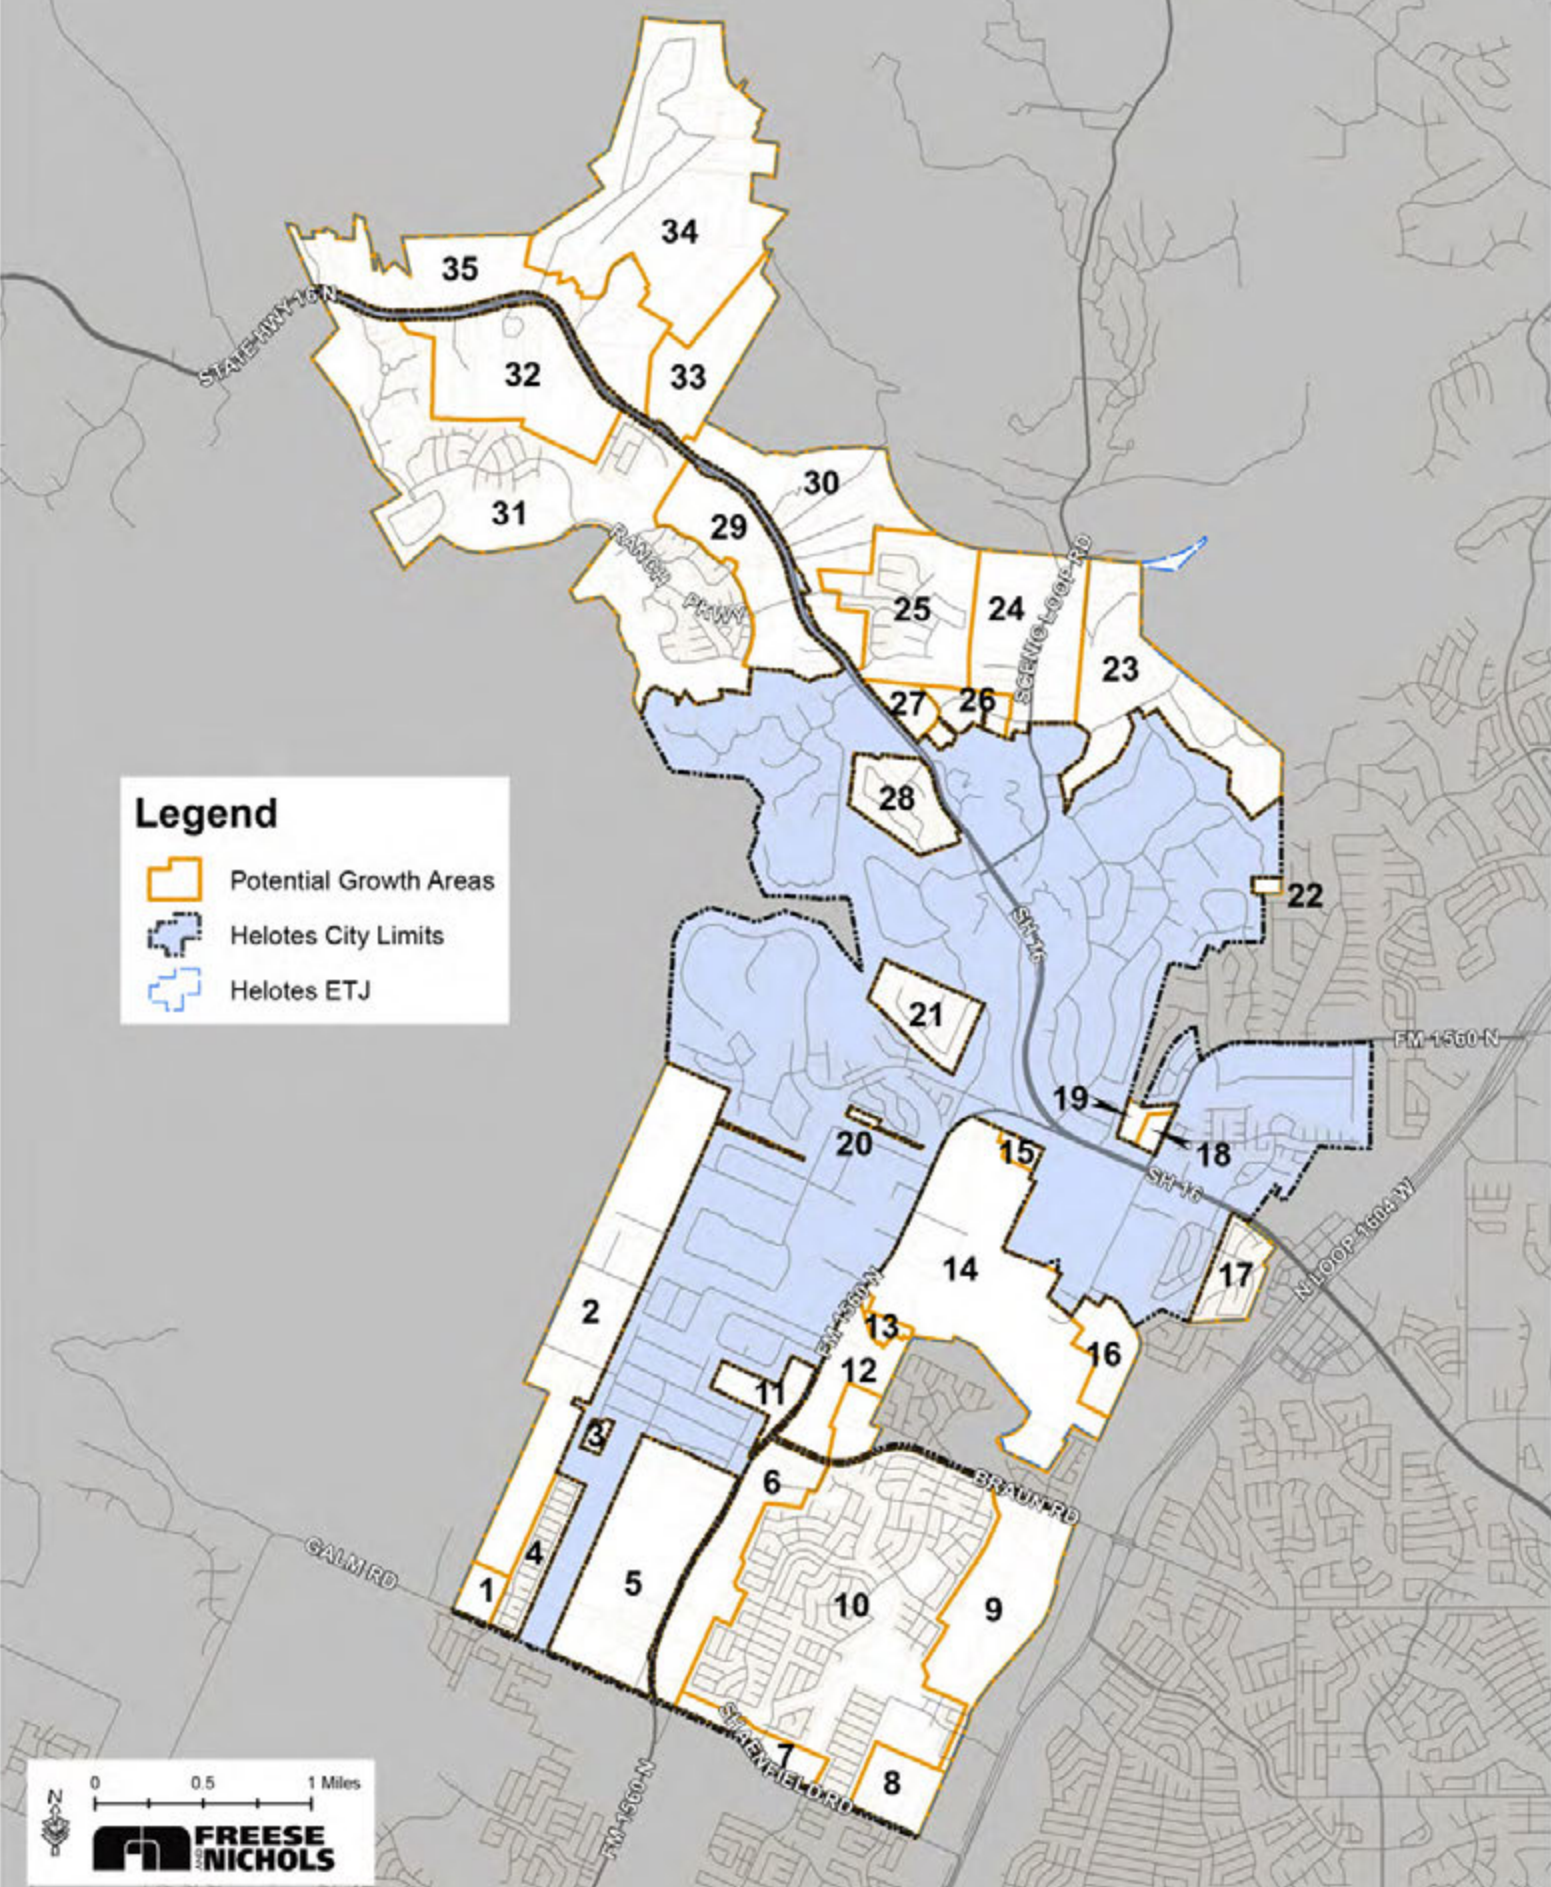 34
35
STATE HWY 16 N
32
33
30
31
29
RANCH
PKWY
25
24
SCENIC LOOP RD
23
27
26
28
22
Legend
Potential Growth Areas
Helotes City Limits
Helotes ETJ
SH 16
21
FM 1560 N
19
18
20
15
SH 16
14
17
N LOOP 1604 W
2
FM 1560 N
13
12
16
11
3
6
BRAUN RD
GALM RD
4
1
5
10
9
SHAENFIELD RD
7
8
FM 1560 N
N
0 0.5 1 Miles
FREESE
AND
NICHOLS